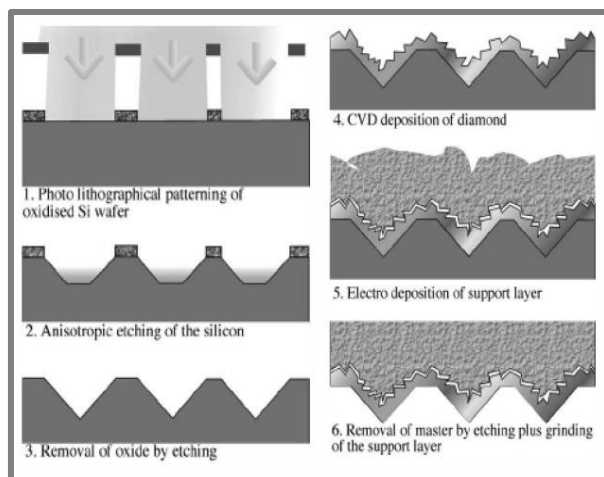 1. Photo lithographical patterning of
oxidised Si wafer
2. Anisotropic etching of the silicon
3. Removal of oxide by etching
4. CVD deposition of diamond
5. Electro deposition of support layer
6. Removal of master by etching plus grinding
of the support layer